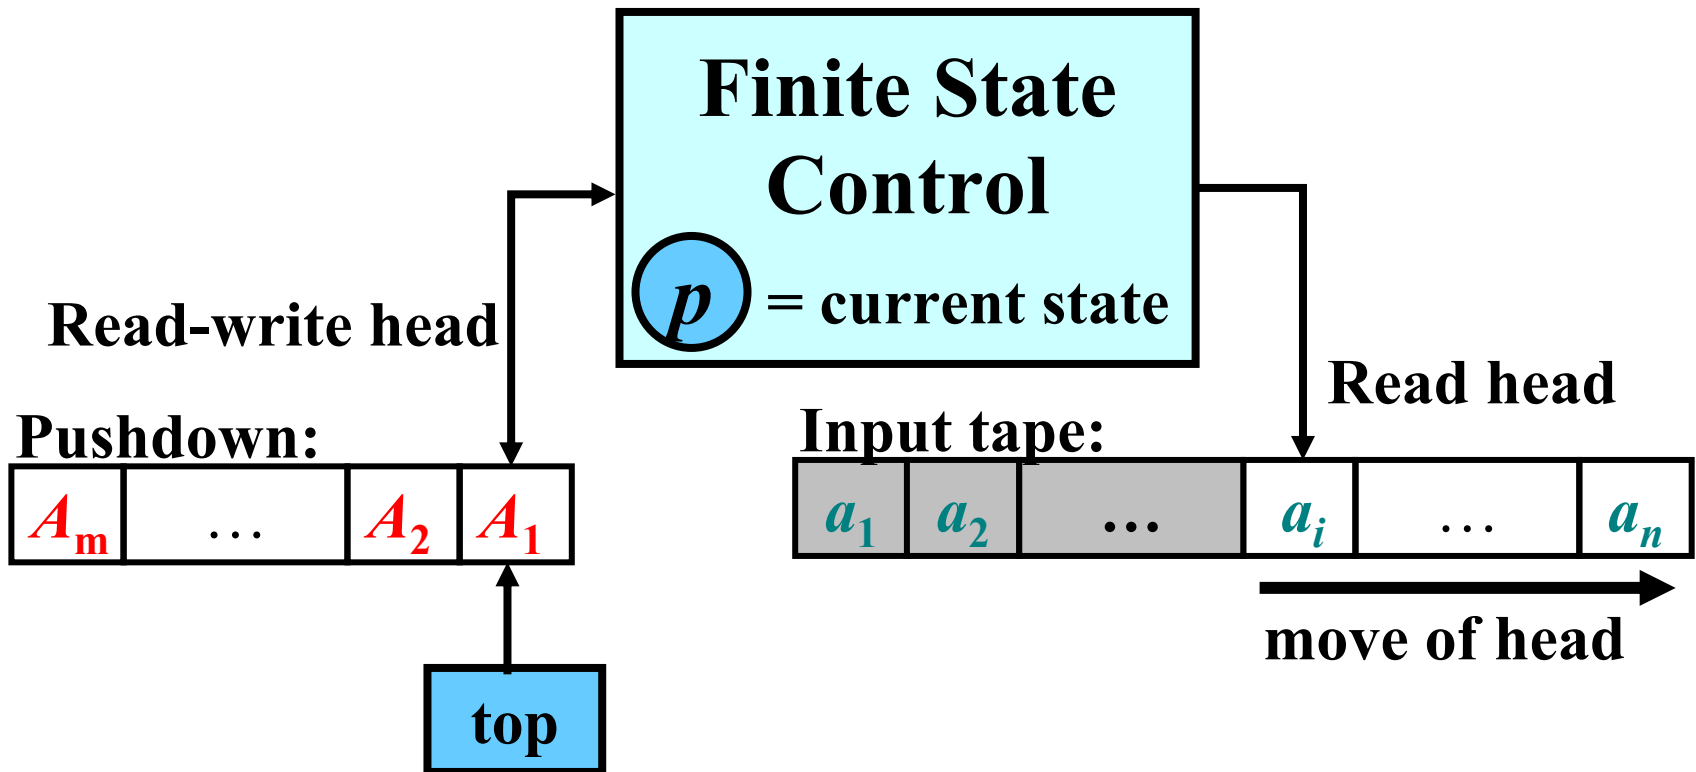 Finite State
Control
p = current state
Read-write head
Read head
Pushdown:
Input tape:
Aₘ … A₂ A₁
a₁ a₂ … aᵢ … aₙ
move of head
top